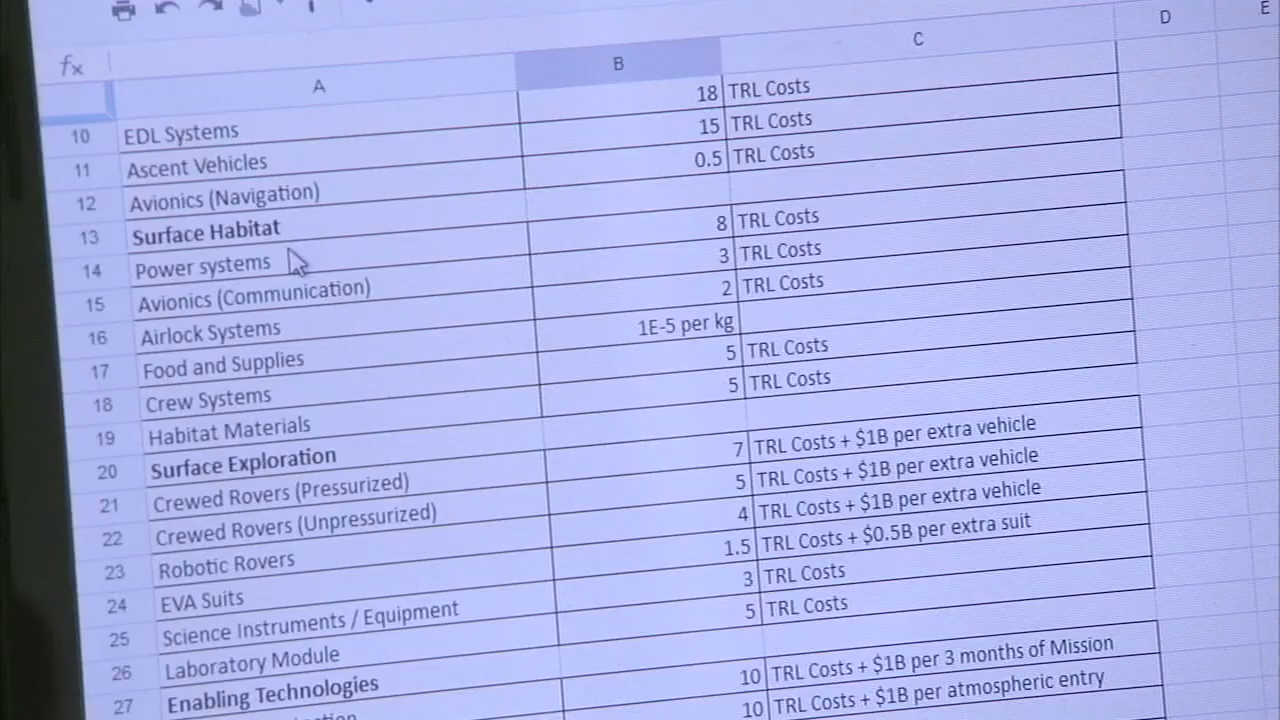 fx
A B C D E
10 EDL Systems 18 TRL Costs
11 Ascent Vehicles 15 TRL Costs
12 Avionics (Navigation) 0.5 TRL Costs
13 Surface Habitat
14 Power systems 8 TRL Costs
15 Avionics (Communication) 3 TRL Costs
16 Airlock Systems 2 TRL Costs
17 Food and Supplies 1E-5 per kg
18 Crew Systems 5 TRL Costs
19 Habitat Materials 5 TRL Costs
20 Surface Exploration
21 Crewed Rovers (Pressurized) 7 TRL Costs + $1B per extra vehicle
22 Crewed Rovers (Unpressurized) 5 TRL Costs + $1B per extra vehicle
23 Robotic Rovers 4 TRL Costs + $1B per extra vehicle
24 EVA Suits 1.5 TRL Costs + $0.5B per extra suit
25 Science Instruments / Equipment 3 TRL Costs
26 Laboratory Module 5 TRL Costs
27 Enabling Technologies
10 TRL Costs + $1B per 3 months of Mission
10 TRL Costs + $1B per atmospheric entry